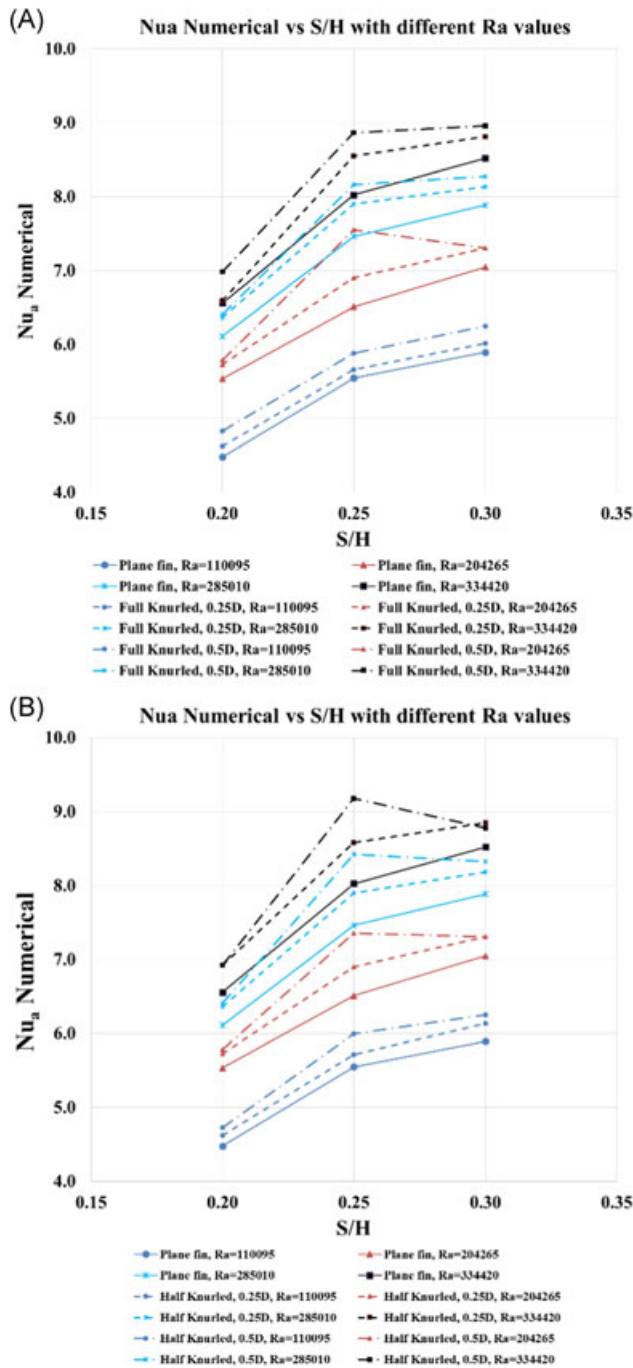 (A)
Nua Numerical vs S/H with different Ra values
10.0
9.0
8.0
7.0
6.0
5.0
4.0
Nua Numerical
0.15 0.20 0.25 0.30 0.35
S/H
Plane fin, Ra=110095 Plane fin, Ra=204265
Plane fin, Ra=285010 Plane fin, Ra=334420
Full Knurled, 0.25D, Ra=110095 Full Knurled, 0.25D, Ra=204265
Full Knurled, 0.25D, Ra=285010 Full Knurled, 0.25D, Ra=334420
Full Knurled, 0.5D, Ra=110095 Full Knurled, 0.5D, Ra=204265
Full Knurled, 0.5D, Ra=285010 Full Knurled, 0.5D, Ra=334420
(B)
Nua Numerical vs S/H with different Ra values
10.0
9.0
8.0
7.0
6.0
5.0
4.0
Nua Numerical
0.15 0.20 0.25 0.30 0.35
S/H
Plane fin, Ra=110095 Plane fin, Ra=204265
Plane fin, Ra=285010 Plane fin, Ra=334420
Half Knurled, 0.25D, Ra=110095 Half Knurled, 0.25D, Ra=204265
Half Knurled, 0.25D, Ra=285010 Half Knurled, 0.25D, Ra=334420
Half Knurled, 0.5D, Ra=110095 Half Knurled, 0.5D, Ra=204265
Half Knurled, 0.5D, Ra=285010 Half Knurled, 0.5D, Ra=334420